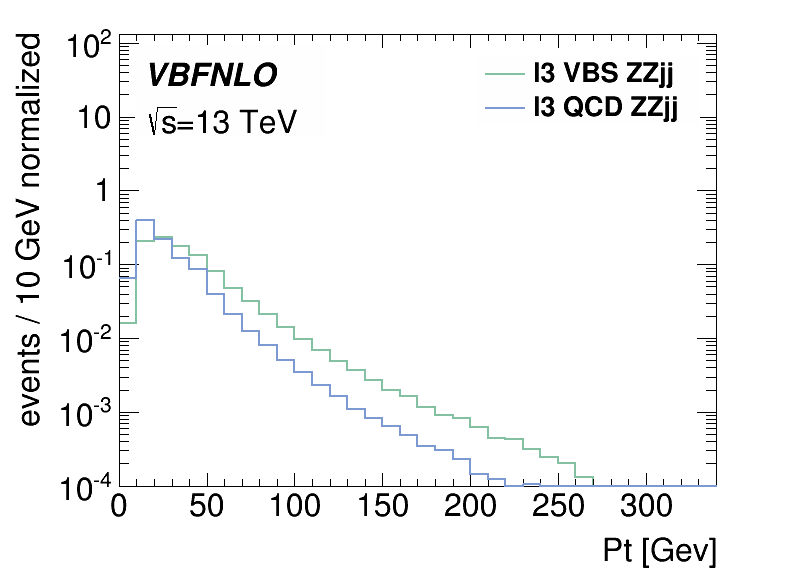 events / 10 GeV normalized
10²
10
1
10⁻¹
10⁻²
10⁻³
10⁻⁴
VBFNLO
√s=13 TeV
l3 VBS ZZjj
l3 QCD ZZjj
0 50 100 150 200 250 300
Pt [Gev]